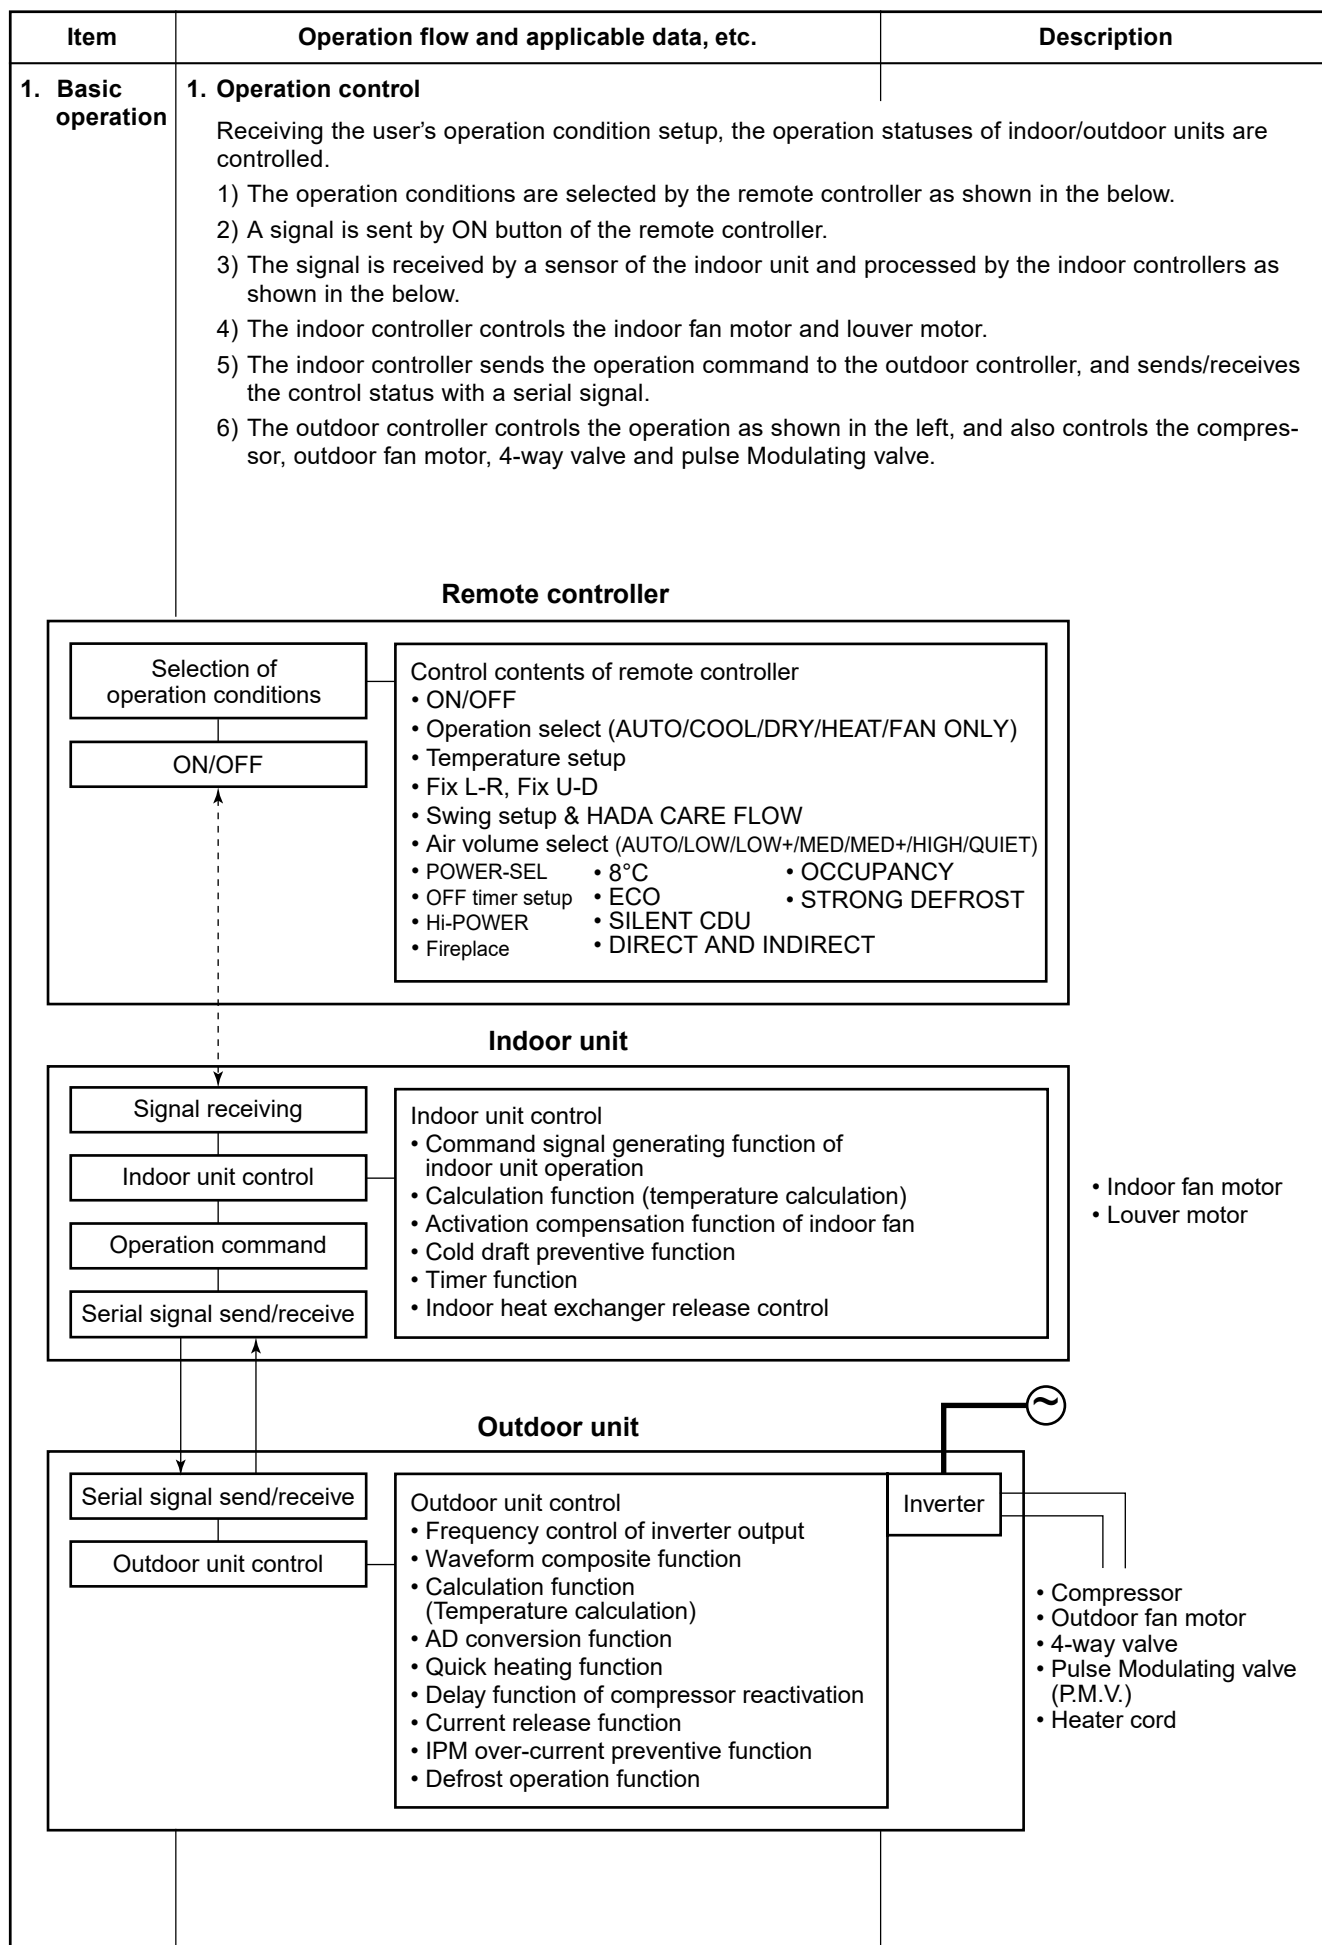 Item
Operation flow and applicable data, etc.
Description
1. Basic
operation
1. Operation control
Receiving the user's operation condition setup, the operation statuses of indoor/outdoor units are
controlled.
1) The operation conditions are selected by the remote controller as shown in the below.
2) A signal is sent by ON button of the remote controller.
3) The signal is received by a sensor of the indoor unit and processed by the indoor controllers as
shown in the below.
4) The indoor controller controls the indoor fan motor and louver motor.
5) The indoor controller sends the operation command to the outdoor controller, and sends/receives
the control status with a serial signal.
6) The outdoor controller controls the operation as shown in the left, and also controls the compres-
sor, outdoor fan motor, 4-way valve and pulse Modulating valve.
Remote controller
Selection of
operation conditions
ON/OFF
Control contents of remote controller
• ON/OFF
• Operation select (AUTO/COOL/DRY/HEAT/FAN ONLY)
• Temperature setup
• Fix L-R, Fix U-D
• Swing setup & HADA CARE FLOW
• Air volume select (AUTO/LOW/LOW+/MED/MED+/HIGH/QUIET)
• POWER-SEL • 8°C • OCCUPANCY
• OFF timer setup • ECO • STRONG DEFROST
• Hi-POWER • SILENT CDU
• Fireplace • DIRECT AND INDIRECT
Indoor unit
Signal receiving
Indoor unit control
Operation command
Serial signal send/receive
Indoor unit control
• Command signal generating function of
indoor unit operation
• Calculation function (temperature calculation)
• Activation compensation function of indoor fan
• Cold draft preventive function
• Timer function
• Indoor heat exchanger release control
• Indoor fan motor
• Louver motor
~
Outdoor unit
Serial signal send/receive
Outdoor unit control
Outdoor unit control
• Frequency control of inverter output
• Waveform composite function
• Calculation function
(Temperature calculation)
• AD conversion function
• Quick heating function
• Delay function of compressor reactivation
• Current release function
• IPM over-current preventive function
• Defrost operation function
Inverter
• Compressor
• Outdoor fan motor
• 4-way valve
• Pulse Modulating valve
(P.M.V.)
• Heater cord